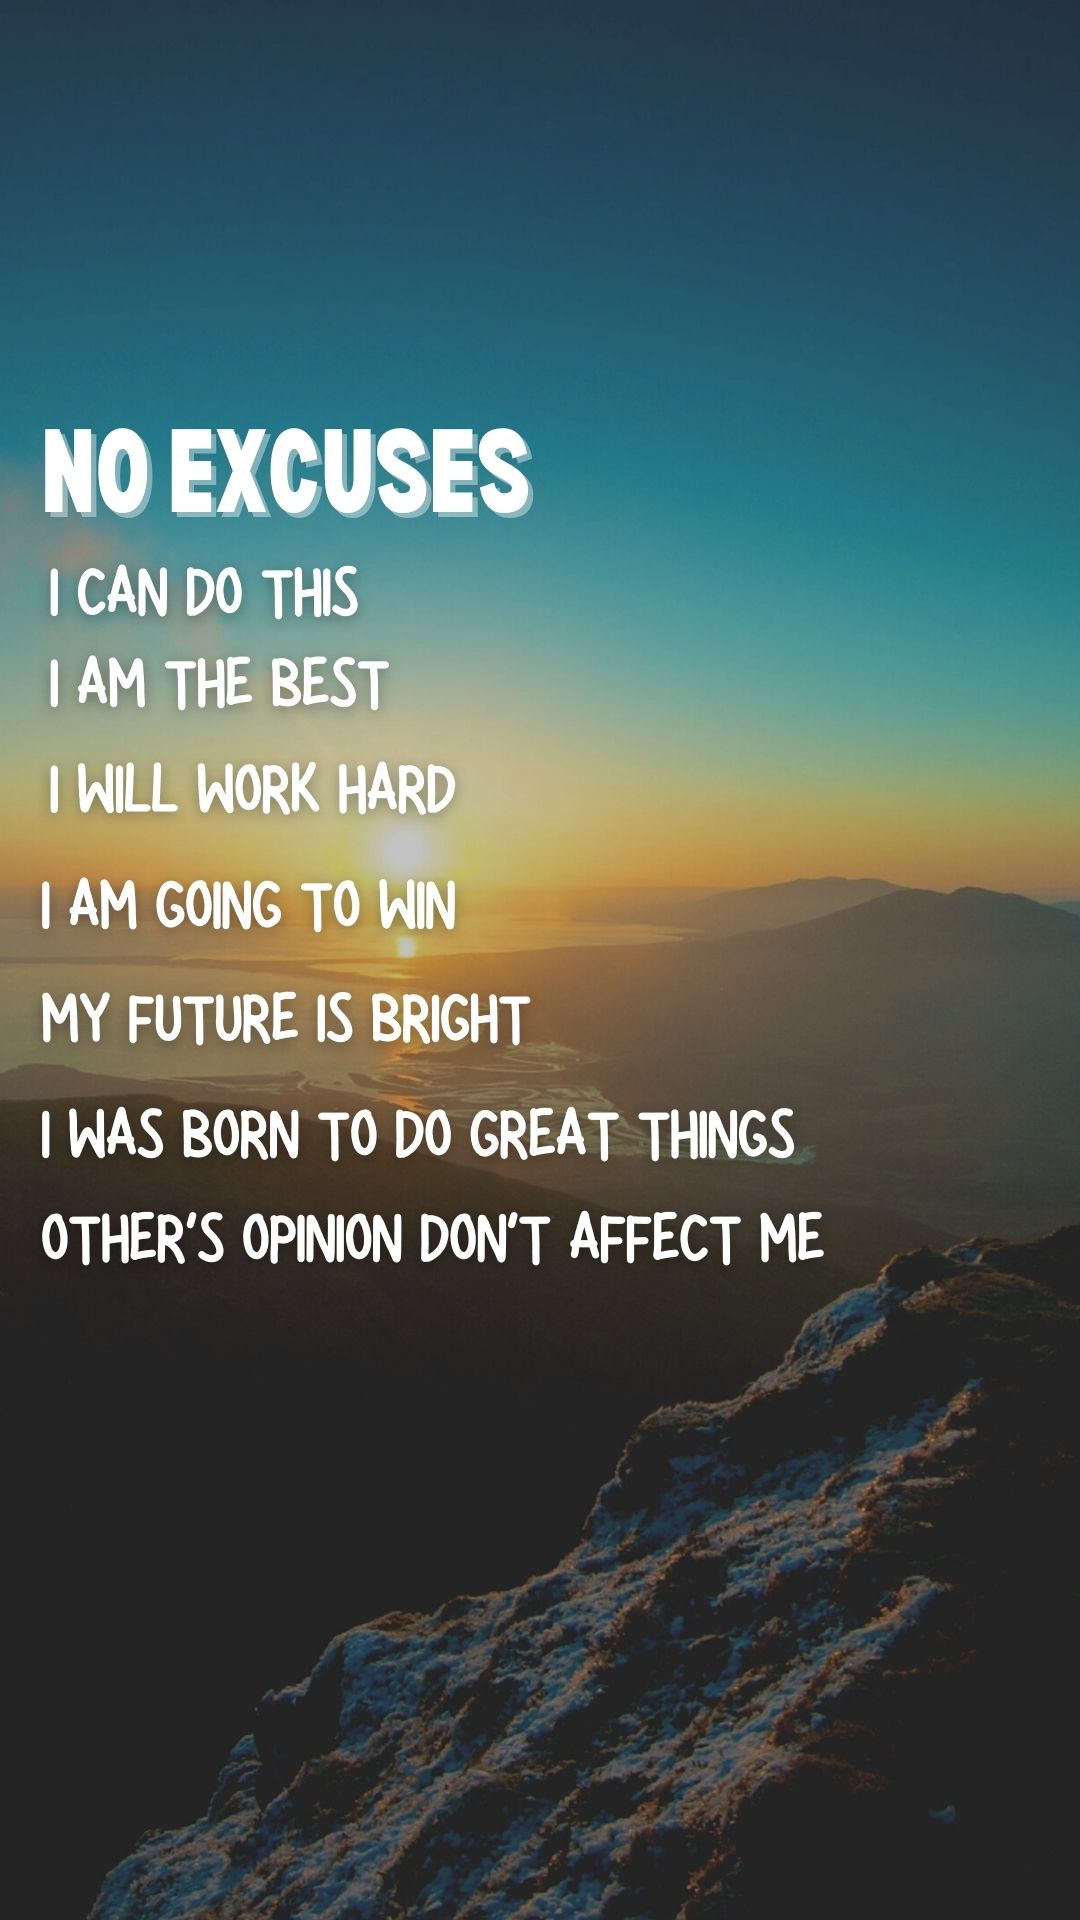 NO EXCUSES
I CAN DO THIS
I AM THE BEST
I WILL WORK HARD
I AM GOING TO WIN
MY FUTURE IS BRIGHT
I WAS BORN TO DO GREAT THINGS
OTHER'S OPINION DON'T AFFECT ME